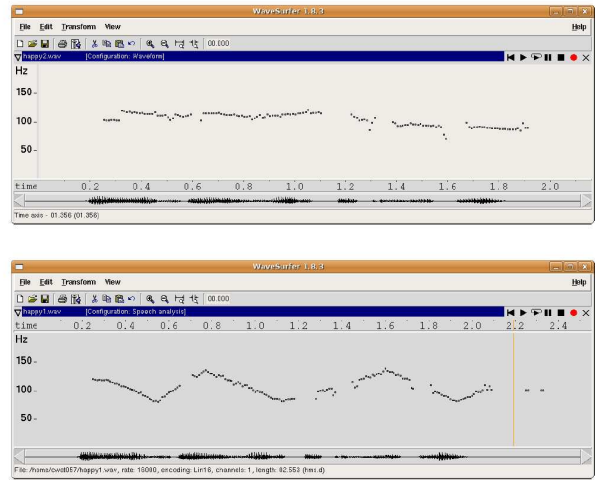 WaveSurfer 1.8.3
File Edit Transform View Help
00.000
happy2.wav [Configuration: Waveform]
Hz
150
100
50
time 0.2 0.4 0.6 0.8 1.0 1.2 1.4 1.6 1.8 2.0
Time axis - 01.356 (01.356)
WaveSurfer 1.8.3
File Edit Transform View Help
00.000
happy1.wav [Configuration: Speech analysis]
time 0.2 0.4 0.6 0.8 1.0 1.2 1.4 1.6 1.8 2.0 2.2 2.4
Hz
150
100
50
File: /homs/cwct057/happy1.wav, rate: 16000, encoding: Lin16, channels: 1, length: 02.553 (hms.d)